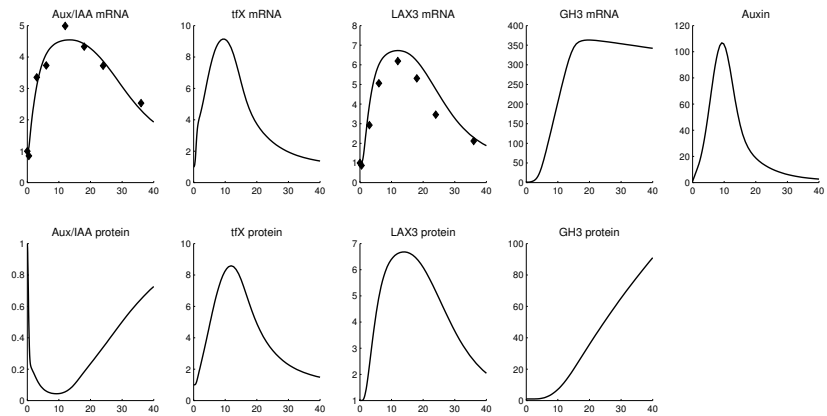 Aux/IAA mRNA tfX mRNA LAX3 mRNA GH3 mRNA Auxin
5 10 8 400 120
4 8 7 350 100
3 6 6 300 80
2 4 5 250 60
1 2 4 200 40
0 0 3 150 20
2 100 0
1 50
0 0
0 10 20 30 40 0 10 20 30 40 0 10 20 30 40 0 10 20 30 40 0 10 20 30 40
Aux/IAA protein tfX protein LAX3 protein GH3 protein
1 10 7 100
0.8 8 6 80
0.6 6 5 60
0.4 4 4 40
0.2 2 3 20
0 0 2 0
1
0 10 20 30 40 0 10 20 30 40 0 10 20 30 40 0 10 20 30 40